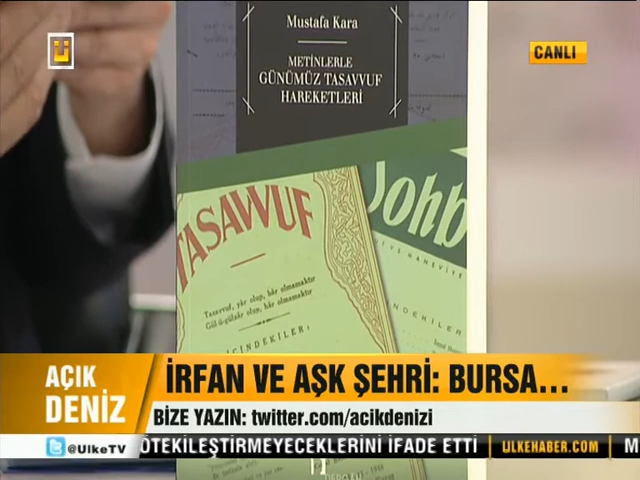 Mustafa Kara
METİNLERLE
GÜNÜMÜZ TASAVVUF
HAREKETLERİ
CANLI
TASAVVUF
Tasavvuf, yâr olup, bâr olmamaktır
Gül-ü-gülzâr olup, hâr olmamaktır
İÇİNDEKİLER:
AÇIK
DENİZ
İRFAN VE AŞK ŞEHRİ: BURSA...
BİZE YAZIN: twitter.com/acikdenizi
@UlkeTV
ÖTEKİLEŞTİRMEYECEKLERİNİ İFADE ETTİ
ULKEHABER.COM